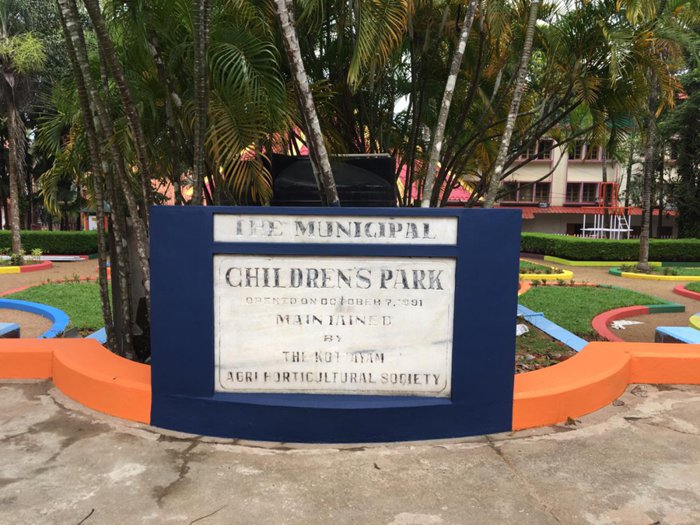 THE MUNICIPAL
CHILDREN'S PARK
OPENED ON OCTOBER 7, 1991
MAINTAINED
BY
THE KOTTAYAM
AGRI HORTICULTURAL SOCIETY